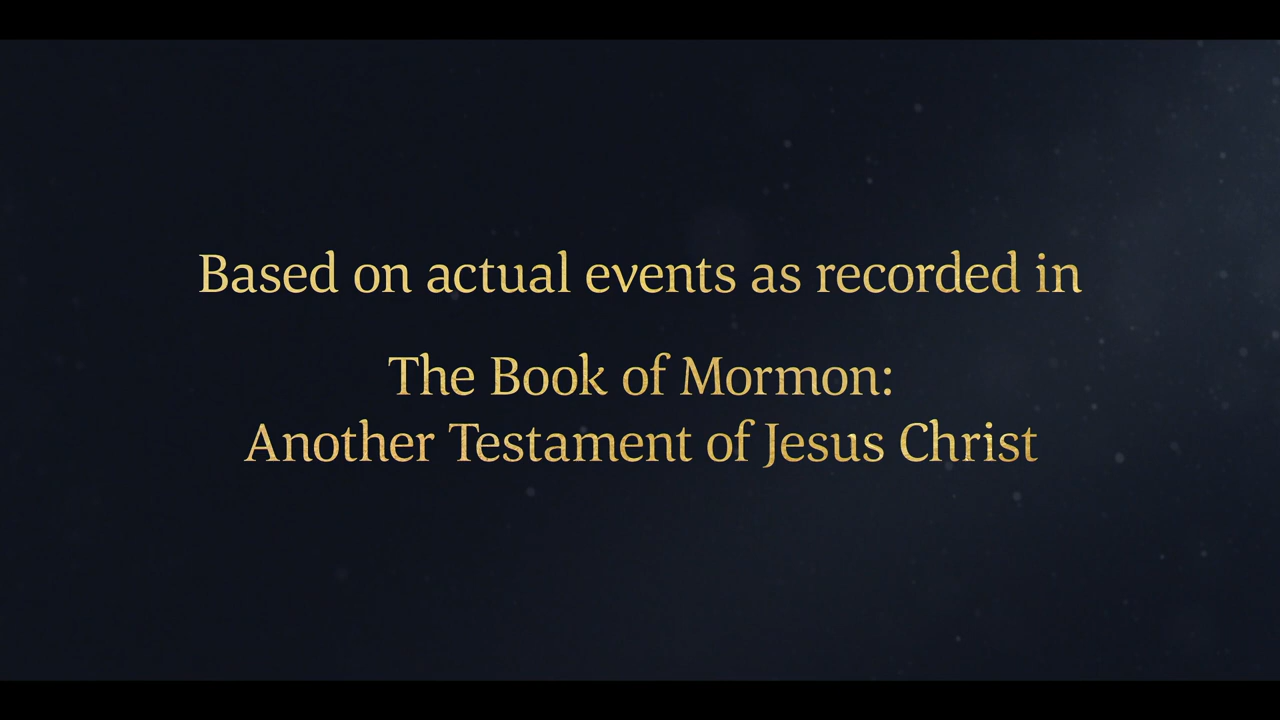 Based on actual events as recorded in
The Book of Mormon:
Another Testament of Jesus Christ